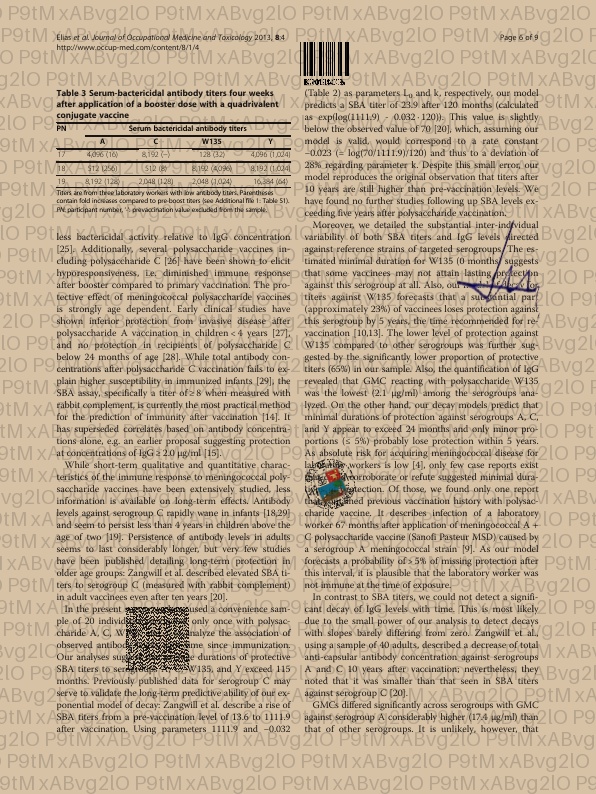 Elias et al. Journal of Occupational Medicine and Toxicology 2013, 8:4
http://www.occup-med.com/content/8/1/4
Page 6 of 9
Table 3 Serum-bactericidal antibody titers four weeks
after application of a booster dose with a quadrivalent
conjugate vaccine
PN Serum bactericidal antibody titers
A C W135 Y
17 4,096 (16) 8,192 (−) 128 (32) 4,096 (1,024)
18 512 (256) 512 (8) 8,192 (4,096) 8,192 (1,024)
19 8,192 (128) 2,048 (128) 2,048 (1,024) 16,384 (64)
Titers are from three laboratory workers with low antibody titers. Parentheses
contain fold increases compared to pre-boost titers (see Additional file 1: Table S1).
PN: participant number, '-': prevaccination value excluded from the sample.
less bactericidal activity relative to IgG concentration
[25]. Additionally, several polysaccharide vaccines in-
cluding polysaccharide C [26] have been shown to elicit
hyporesponsiveness, i.e. diminished immune response
after booster compared to primary vaccination. The pro-
tective effect of meningococcal polysaccharide vaccines
is strongly age dependent. Early clinical studies have
shown inferior protection from invasive disease after
polysaccharide A vaccination in children < 4 years [27],
and no protection in recipients of polysaccharide C
below 24 months of age [28]. While total antibody con-
centrations after polysaccharide C vaccination fails to ex-
plain higher susceptibility in immunized infants [29], the
SBA assay, specifically a titer of ≥ 8 when measured with
rabbit complement, is currently the most practical method
for the prediction of immunity after vaccination [14]. It
has superseded correlates based on antibody concentra-
tions alone, e.g. an earlier proposal suggesting protection
at concentrations of IgG ≥ 2.0 μg/ml [15].
While short-term qualitative and quantitative charac-
teristics of the immune response to meningococcal poly-
saccharide vaccines have been extensively studied, less
information is available on long-term effects. Antibody
levels against serogroup C rapidly wane in infants [18,29]
and seem to persist less than 4 years in children above the
age of two [19]. Persistence of antibody levels in adults
seems to last considerably longer, but very few studies
have been published detailing long-term protection in
older age groups: Zangwill et al. described elevated SBA ti-
ters to serogroup C (measured with rabbit complement)
in adult vaccinees even after ten years [20].
In the present used a convenience sam-
ple of 20 individ only once with polysac-
charide A, C, W nalyze the association of
observed antibod me since immunization.
Our analyses sug e durations of protective
SBA titers to ser W135, and Y exceed 115
months. Previously published data for serogroup C may
serve to validate the long-term predictive ability of our ex-
ponential model of decay: Zangwill et al. describe a rise of
SBA titers from a pre-vaccination level of 13.6 to 1111.9
after vaccination. Using parameters 1111.9 and −0.032
(Table 2) as parameters L0 and k, respectively, our model
predicts a SBA titer of 23.9 after 120 months (calculated
as exp(log(1111.9) - 0.032 · 120)). This value is slightly
below the observed value of 70 [20], which, assuming our
model is valid, would correspond to a rate constant
−0.023 (= log(70/1111.9)/120) and thus to a deviation of
28% regarding parameter k. Despite this small error, our
model reproduces the original observation that titers after
10 years are still higher than pre-vaccination levels. We
have found no further studies following up SBA levels ex-
ceeding five years after polysaccharide vaccination.
Moreover, we detailed the substantial inter-individual
variability of both SBA titers and IgG levels directed
against reference strains of targeted serogroups. The es-
timated minimal duration for W135 (0 months) suggests
that some vaccinees may not attain lasting protection
against this serogroup at all. Also, our
titers against W135 forecasts that a substantial part
(approximately 23%) of vaccinees loses protection against
this serogroup by 5 years, the time recommended for re-
vaccination [10,13]. The lower level of protection against
W135 compared to other serogroups was further sug-
gested by the significantly lower proportion of protective
titers (65%) in our sample. Also, the quantification of IgG
revealed that GMC reacting with polysaccharide W135
was the lowest (2.1 μg/ml) among the serogroups ana-
lyzed. On the other hand, our decay models predict that
minimal durations of protection against serogroups A, C,
and Y appear to exceed 24 months and only minor pro-
portions (≤ 5%) probably lose protection within 5 years.
As absolute risk for acquiring meningococcal disease for
laboratory workers is low [4], only few case reports exist
corroborate or refute suggested minimal dura-
protection. Of those, we found only one report
that previous vaccination history with polysac-
charide vaccine. It describes infection of a laboratory
worker 67 months after application of meningococcal A +
C polysaccharide vaccine (Sanofi Pasteur MSD) caused by
a serogroup A meningococcal strain [9]. As our model
forecasts a probability of > 5% of missing protection after
this interval, it is plausible that the laboratory worker was
not immune at the time of exposure.
In contrast to SBA titers, we could not detect a signifi-
cant decay of IgG levels with time. This is most likely
due to the small power of our analysis to detect decays
with slopes barely differing from zero. Zangwill et al.,
using a sample of 40 adults, described a decrease of total
anti-capsular antibody concentration against serogroups
A and C 10 years after vaccination; nevertheless, they
noted that it was smaller than that seen in SBA titers
against serogroup C [20].
GMCs differed significantly across serogroups with GMC
against serogroup A considerably higher (17.4 μg/ml) than
that of other serogroups. It is unlikely, however, that